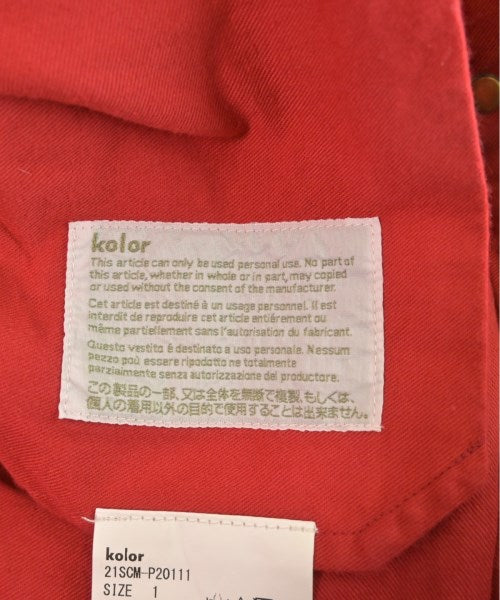 kolor
This article can only be used personal use. No part of
this article, whether in whole or in part, may copied
or used without the consent of the manufacturer.
Cet article est destiné à un usage personnel. Il est
interdit de reproduire cet article entièrement ou
même partiellement sans l'autorisation du fabricant.
Questo vestito é destinato a uso personale. Nessum
pezzo può essere ripodotto ne totalmente
parzialmente senza autorizzazione del productore.
この製品の一部、又は全体を無断で複製、もしくは、
個人の着用以外の目的で使用することは出来ません。
kolor
21SCM-P20111
SIZE 1